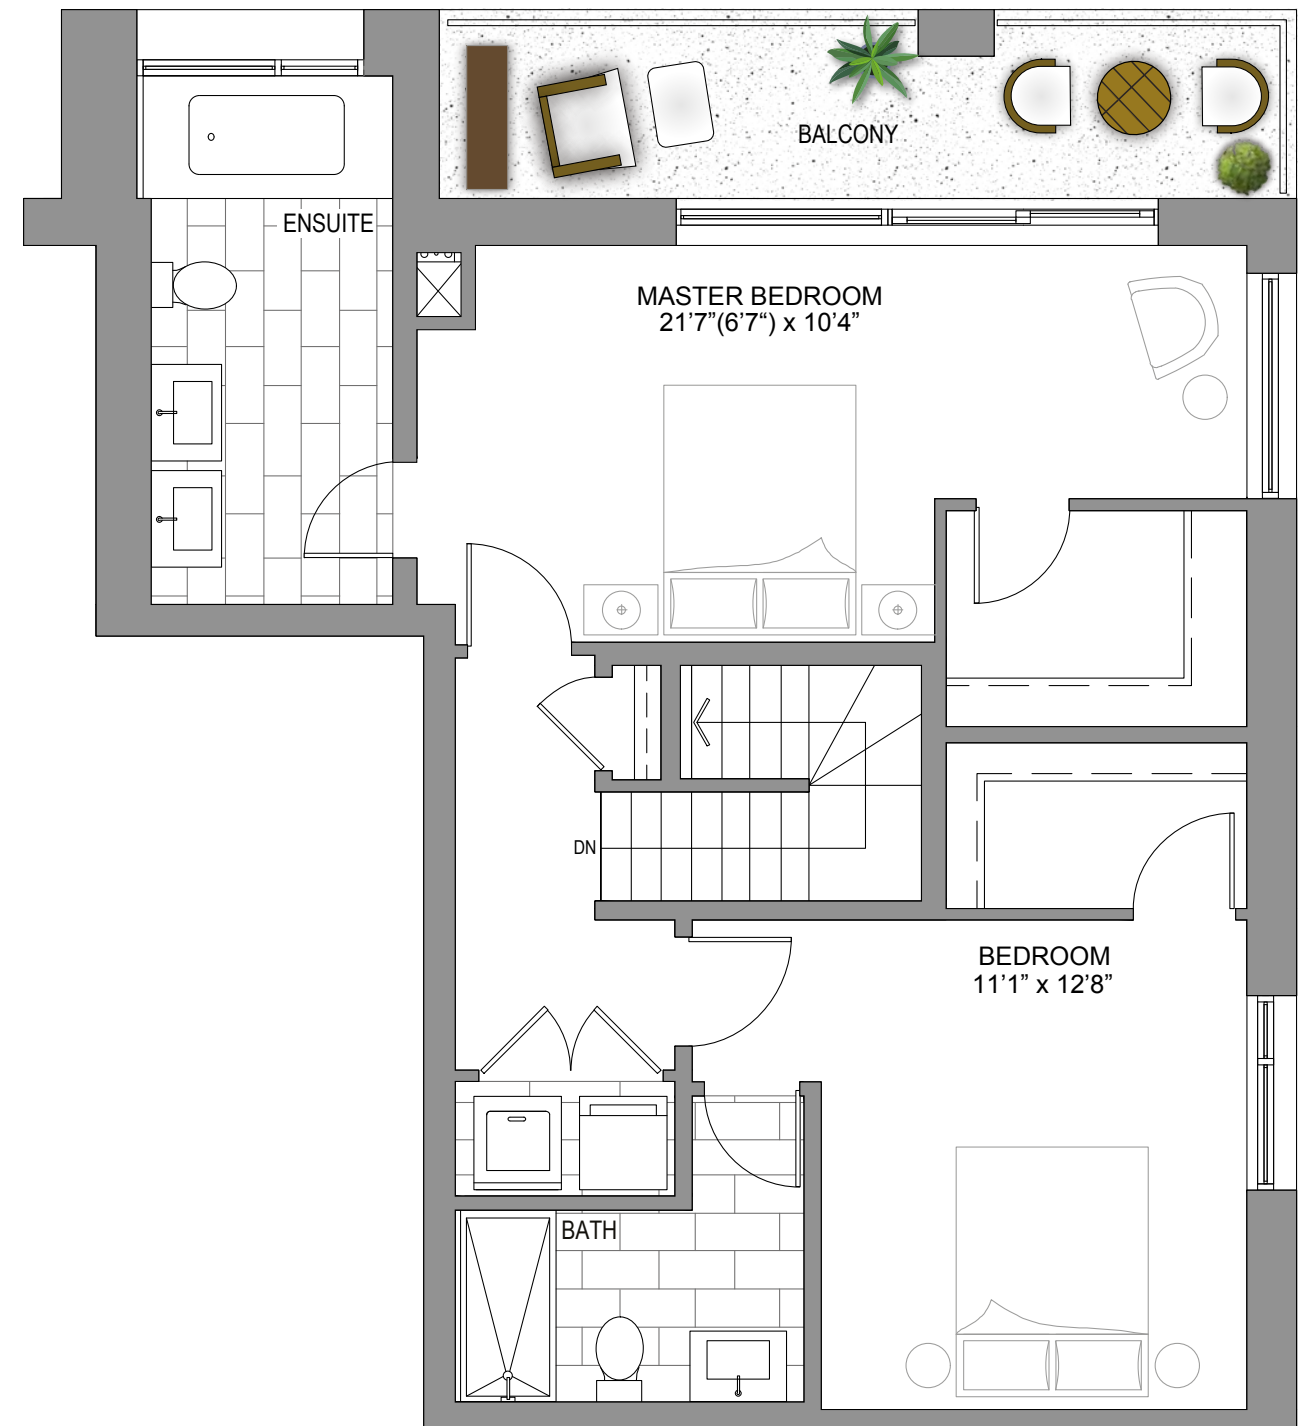 BALCONY
ENSUITE
MASTER BEDROOM
21’7”(6’7“) x 10’4”
DN
BEDROOM
11’1” x 12’8”
BATH